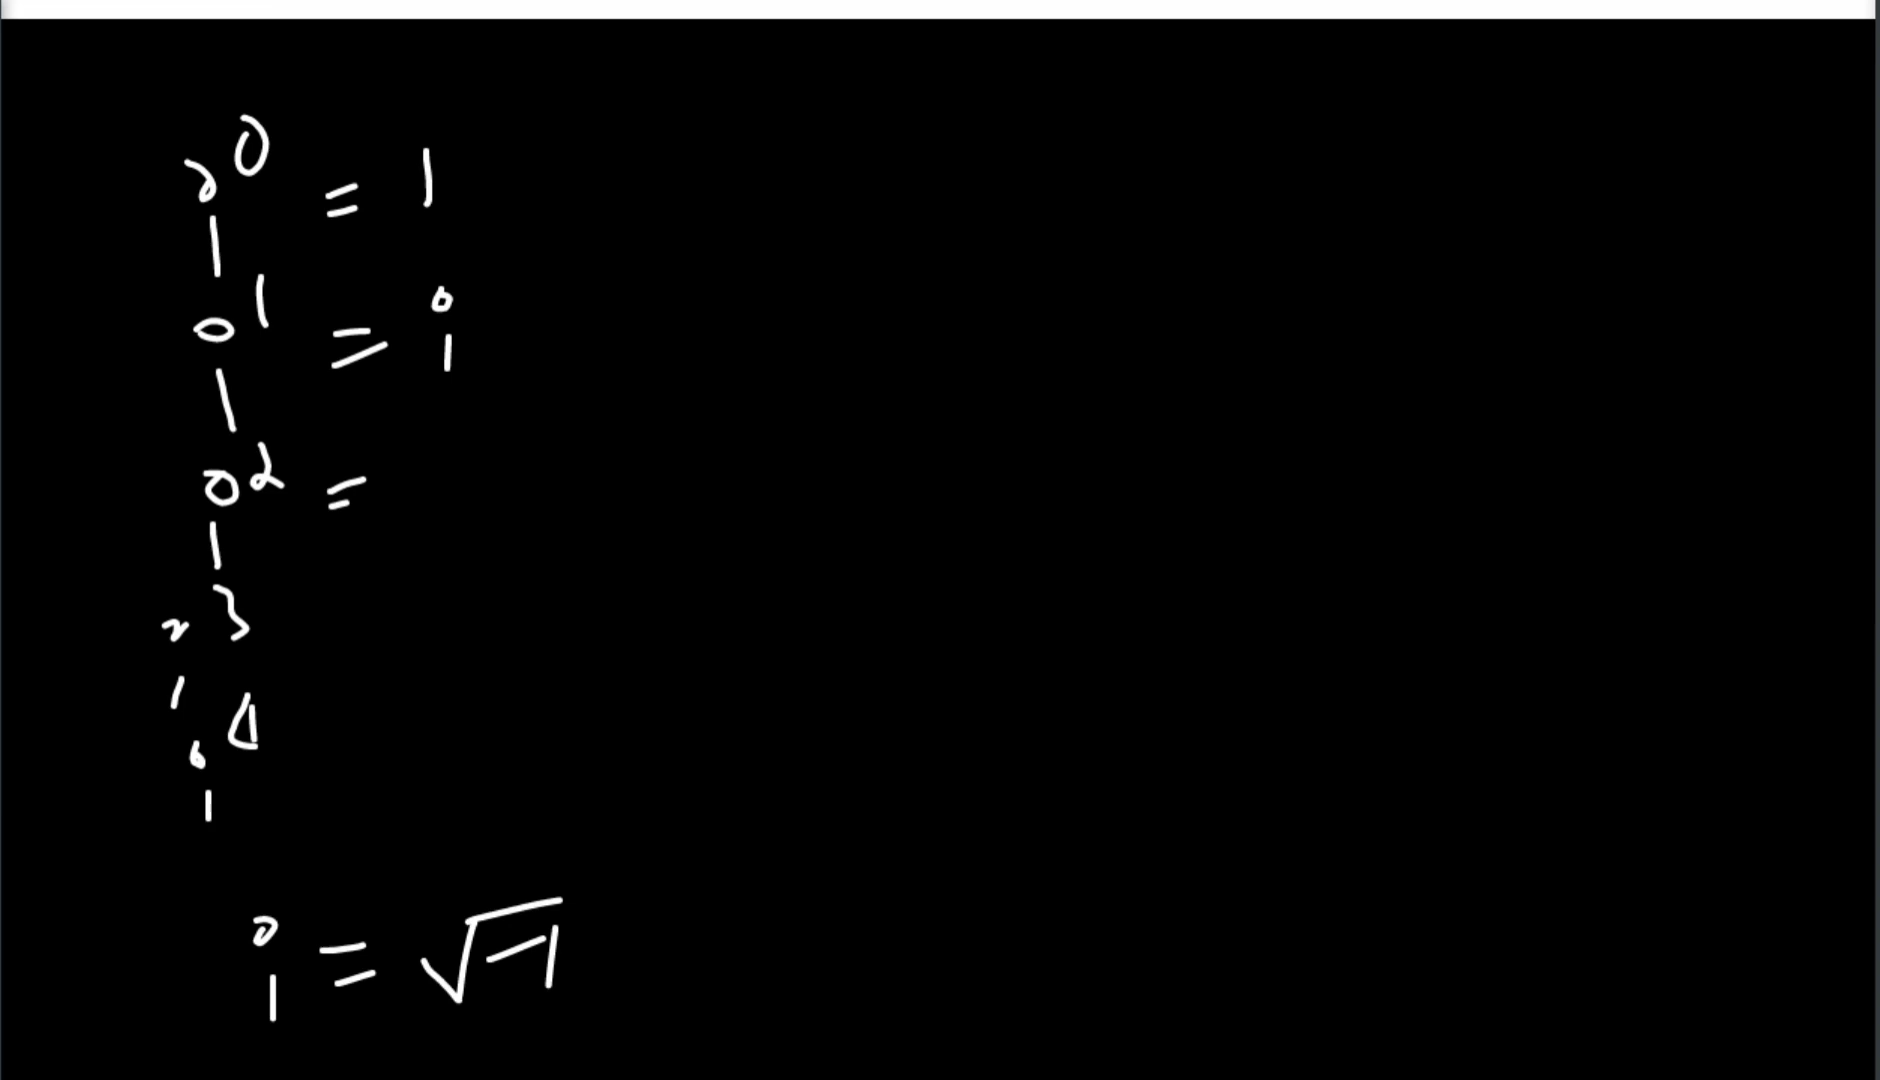 i⁰ = 1
i¹ = i
i² =
i³
i⁴
i = √-1